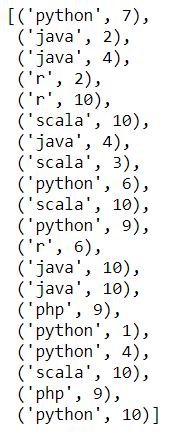 [('python', 7),
('java', 2),
('java', 4),
('r', 2),
('r', 10),
('scala', 10),
('java', 4),
('scala', 3),
('python', 6),
('scala', 10),
('python', 9),
('r', 6),
('java', 10),
('java', 10),
('php', 9),
('python', 1),
('python', 4),
('scala', 10),
('php', 9),
('python', 10)]